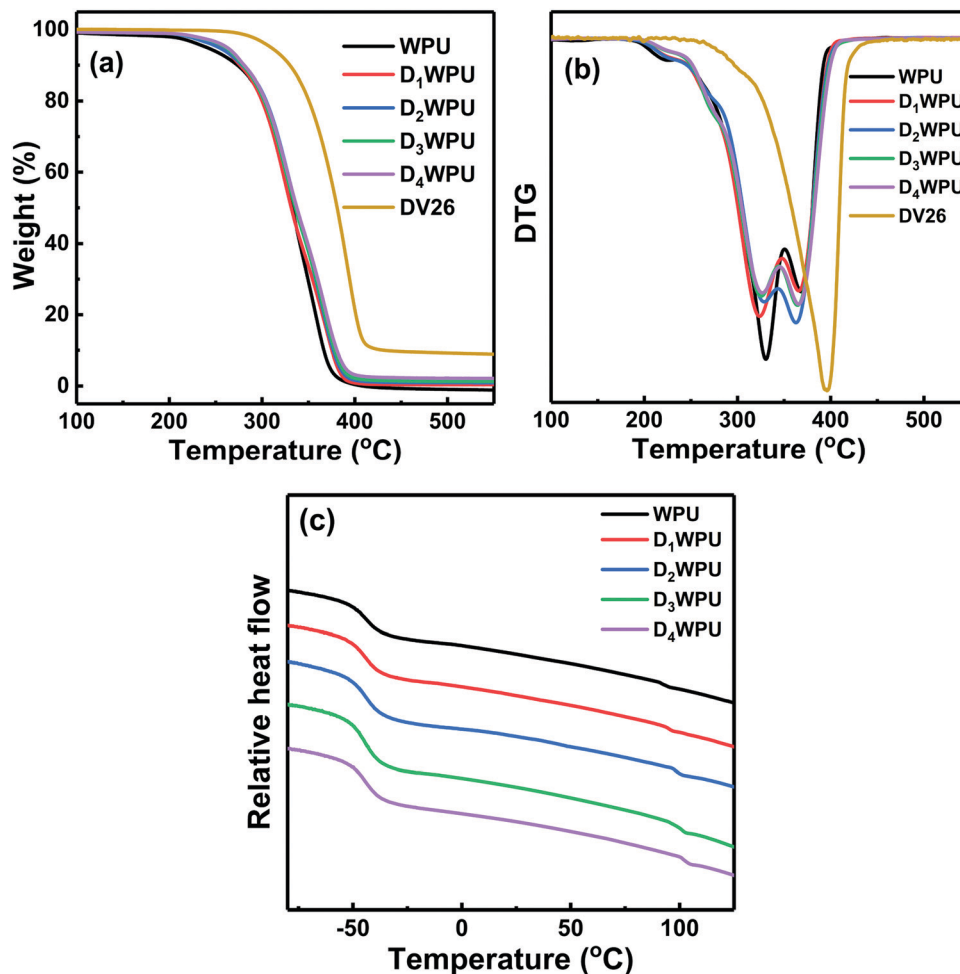 (a)
WPU
D₁WPU
D₂WPU
D₃WPU
D₄WPU
DV26
Weight (%)
100
80
60
40
20
0
100 200 300 400 500
Temperature (°C)
(b)
WPU
D₁WPU
D₂WPU
D₃WPU
D₄WPU
DV26
DTG
100 200 300 400 500
Temperature (°C)
(c)
WPU
D₁WPU
D₂WPU
D₃WPU
D₄WPU
Relative heat flow
-50 0 50 100
Temperature (°C)